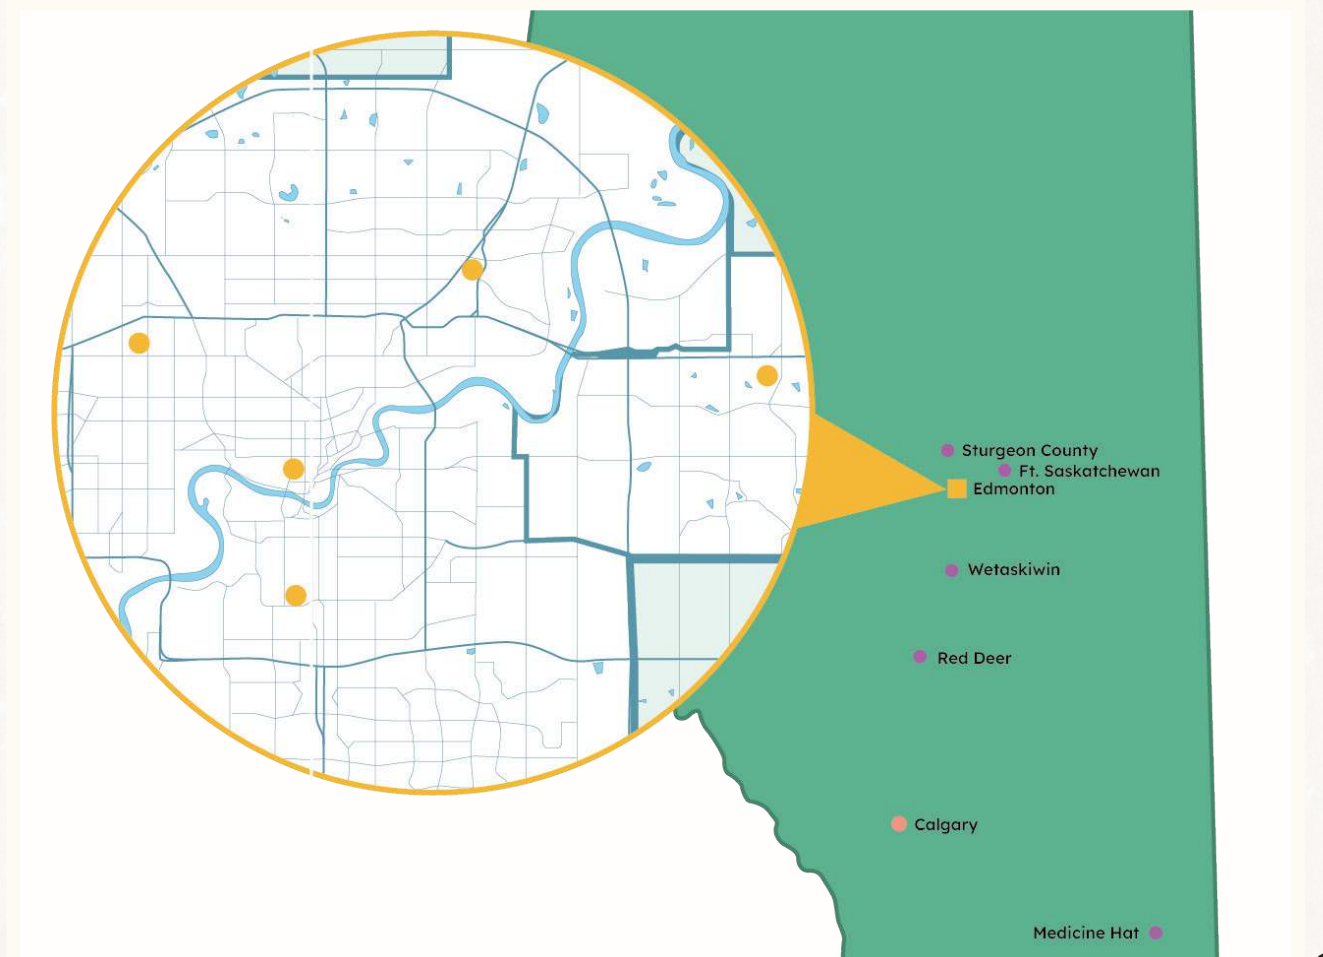 Sturgeon County
Ft. Saskatchewan
Edmonton
Wetaskiwin
Red Deer
Calgary
Medicine Hat